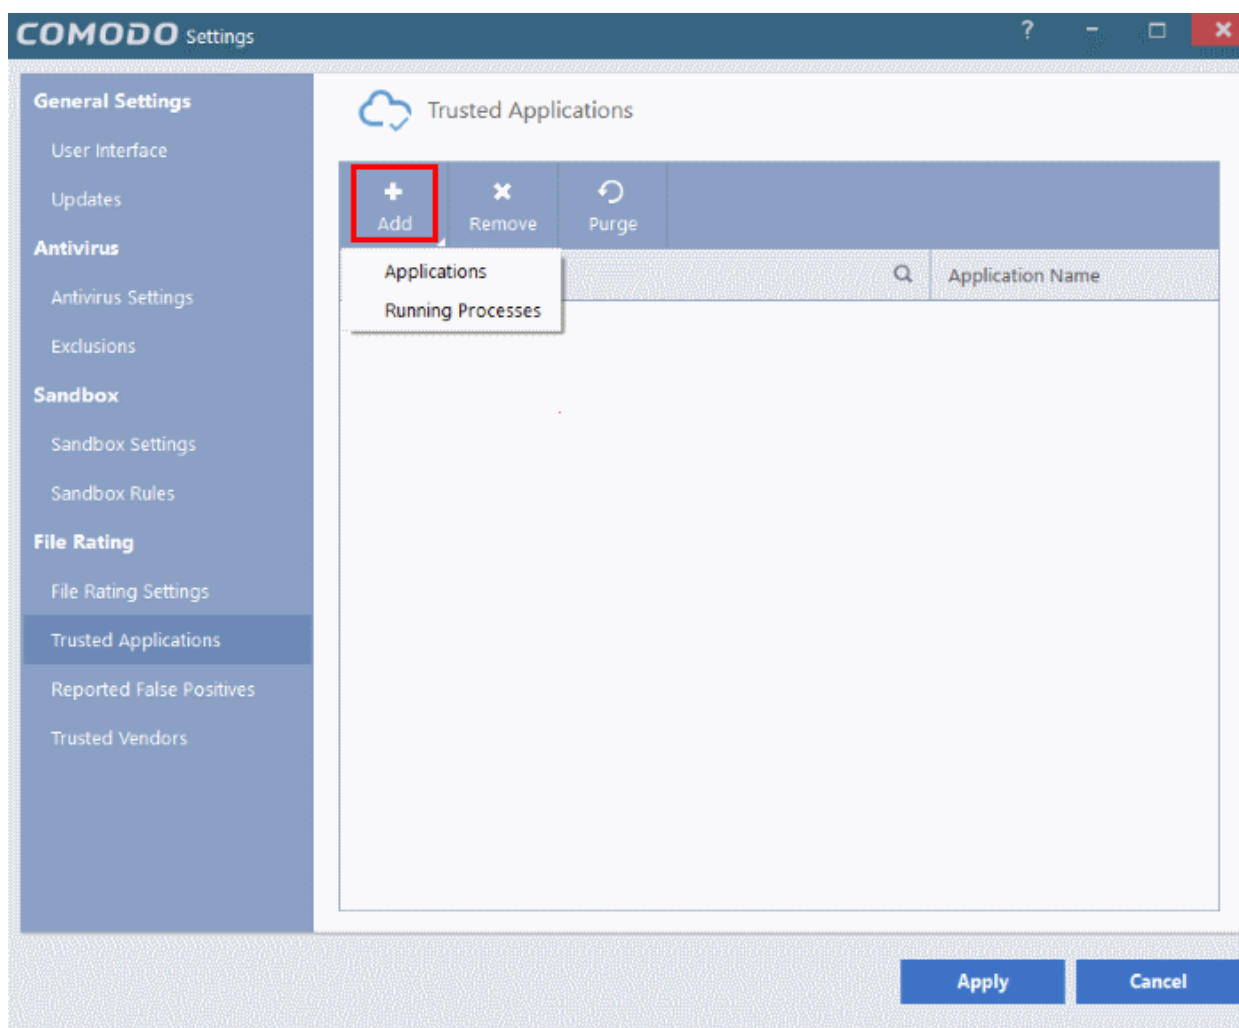 COMODO Settings
?
General Settings
User Interface
Updates
Antivirus
Antivirus Settings
Exclusions
Sandbox
Sandbox Settings
Sandbox Rules
File Rating
File Rating Settings
Trusted Applications
Reported False Positives
Trusted Vendors
Trusted Applications
Add Remove Purge
Applications
Running Processes
Application Name
Apply Cancel